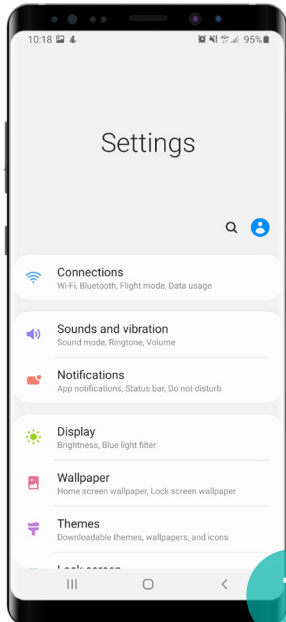 10:18 95%
Settings
Connections
Wi-Fi, Bluetooth, Flight mode, Data usage
Sounds and vibration
Sound mode, Ringtone, Volume
Notifications
App notifications, Status bar, Do not disturb
Display
Brightness, Blue light filter
Wallpaper
Home screen wallpaper, Lock screen wallpaper
Themes
Downloadable themes, wallpapers, and icons
Lock screen